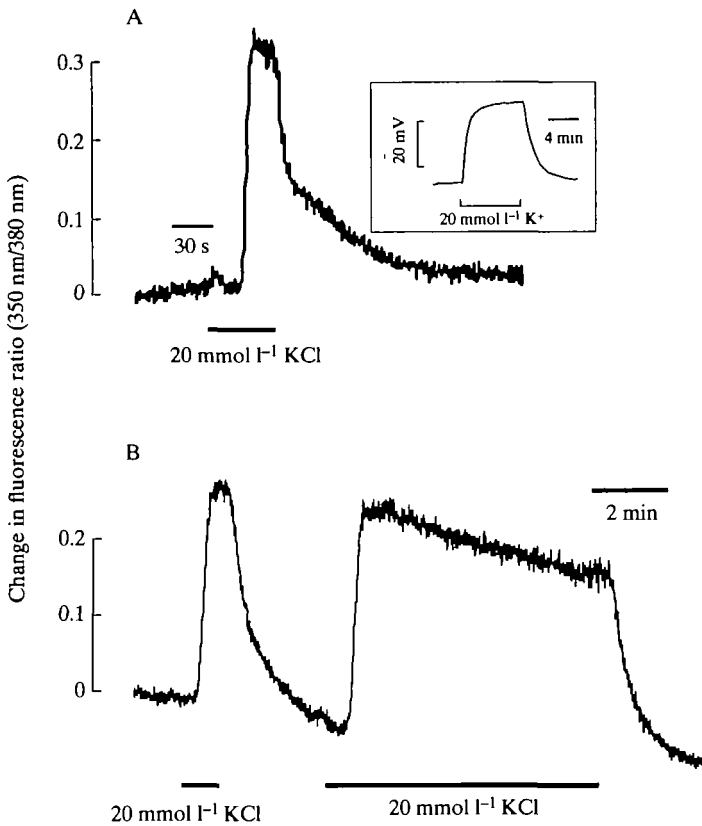 A
Change in fluorescence ratio (350 nm/380 nm)
0.3
0.2
0.1
0
30 s
20 mmol l⁻¹ KCl
20 mV
4 min
20 mmol l⁻¹ K⁺
B
0.2
0.1
0
2 min
20 mmol l⁻¹ KCl
20 mmol l⁻¹ KCl